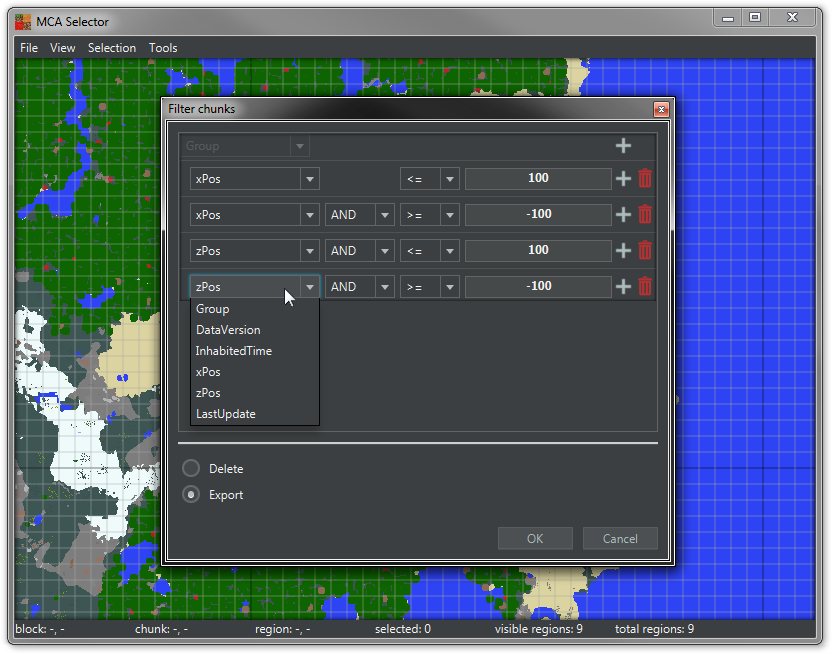 MCA Selector
File View Selection Tools
Filter chunks
Group
xPos <= 100
xPos AND >= -100
zPos AND <= 100
zPos AND >= -100
Group
DataVersion
InhabitedTime
xPos
zPos
LastUpdate
Delete
Export
OK Cancel
block: -, - chunk: -, - region: -, - selected: 0 visible regions: 9 total regions: 9